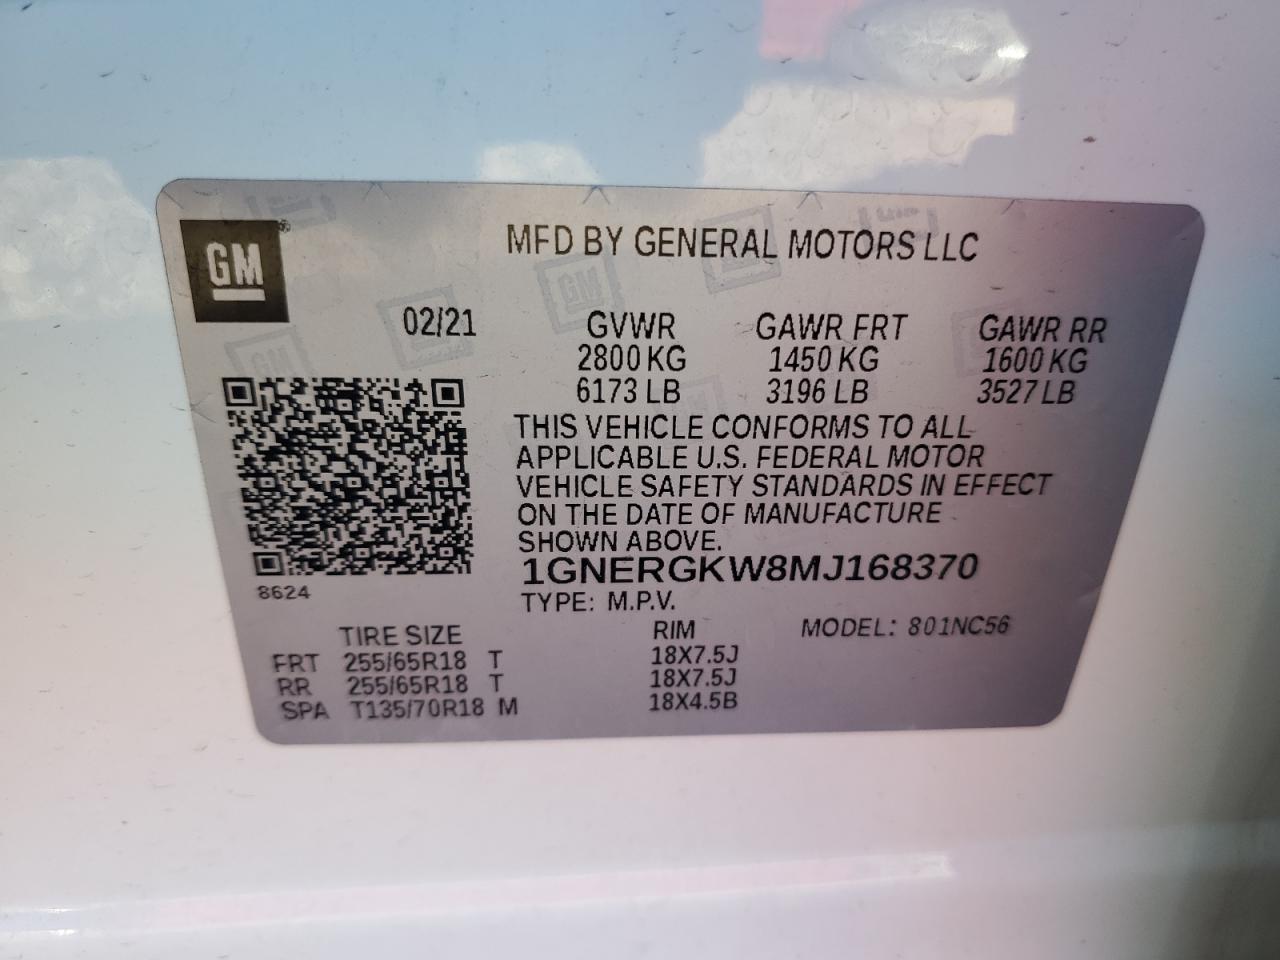 GM
MFD BY GENERAL MOTORS LLC
02/21 GVWR GAWR FRT GAWR RR
2800 KG 1450 KG 1600 KG
6173 LB 3196 LB 3527 LB
THIS VEHICLE CONFORMS TO ALL
APPLICABLE U.S. FEDERAL MOTOR
VEHICLE SAFETY STANDARDS IN EFFECT
ON THE DATE OF MANUFACTURE
SHOWN ABOVE.
1GNERGKW8MJ168370
8624
TYPE: M.P.V.
MODEL: 801NC56
TIRE SIZE RIM
FRT 255/65R18 T 18X7.5J
RR 255/65R18 T 18X7.5J
SPA T135/70R18 M 18X4.5B